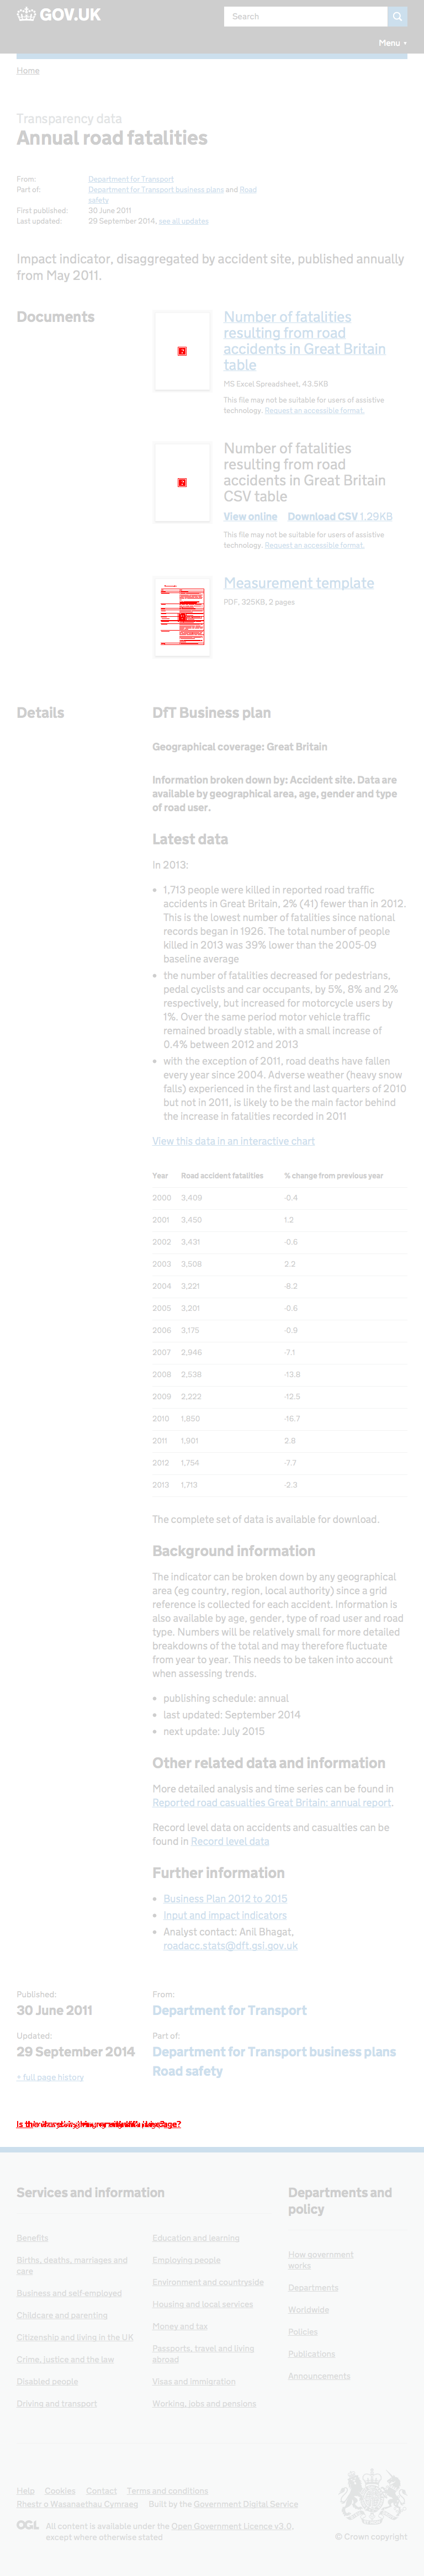 GOV.UK
Search
Menu
Home
Transparency data
Annual road fatalities
From: Department for Transport
Part of: Department for Transport business plans and Road
safety
First published: 30 June 2011
Last updated: 29 September 2014, see all updates
Impact indicator, disaggregated by accident site, published annually
from May 2011.
Documents
Number of fatalities
resulting from road
accidents in Great Britain
table
MS Excel Spreadsheet, 43.5KB
This file may not be suitable for users of assistive
technology. Request an accessible format.
Number of fatalities
resulting from road
accidents in Great Britain
CSV table
View online Download CSV 1.29KB
This file may not be suitable for users of assistive
technology. Request an accessible format.
Measurement template
PDF, 325KB, 2 pages
Details
DfT Business plan
Geographical coverage: Great Britain
Information broken down by: Accident site. Data are
available by geographical area, age, gender and type
of road user.
Latest data
In 2013:
• 1,713 people were killed in reported road traffic
accidents in Great Britain, 2% (41) fewer than in 2012.
This is the lowest number of fatalities since national
records began in 1926. The total number of people
killed in 2013 was 39% lower than the 2005-09
baseline average
• the number of fatalities decreased for pedestrians,
pedal cyclists and car occupants, by 5%, 8% and 2%
respectively, but increased for motorcycle users by
1%. Over the same period motor vehicle traffic
remained broadly stable, with a small increase of
0.4% between 2012 and 2013
• with the exception of 2011, road deaths have fallen
every year since 2004. Adverse weather (heavy snow
falls) experienced in the first and last quarters of 2010
but not in 2011, is likely to be the main factor behind
the increase in fatalities recorded in 2011
View this data in an interactive chart
Year Road accident fatalities % change from previous year
2000 3,409 -0.4
2001 3,450 1.2
2002 3,431 -0.6
2003 3,508 2.2
2004 3,221 -8.2
2005 3,201 -0.6
2006 3,175 -0.9
2007 2,946 -7.1
2008 2,538 -13.8
2009 2,222 -12.5
2010 1,850 -16.7
2011 1,901 2.8
2012 1,754 -7.7
2013 1,713 -2.3
The complete set of data is available for download.
Background information
The indicator can be broken down by any geographical
area (eg country, region, local authority) since a grid
reference is collected for each accident. Information is
also available by age, gender, type of road user and road
type. Numbers will be relatively small for more detailed
breakdowns of the total and may therefore fluctuate
from year to year. This needs to be taken into account
when assessing trends.
• publishing schedule: annual
• last updated: September 2014
• next update: July 2015
Other related data and information
More detailed analysis and time series can be found in
Reported road casualties Great Britain: annual report.
Record level data on accidents and casualties can be
found in Record level data
Further information
• Business Plan 2012 to 2015
• Input and impact indicators
• Analyst contact: Anil Bhagat,
roadacc.stats@dft.gsi.gov.uk
Published:
30 June 2011
Updated:
29 September 2014
+ full page history
From:
Department for Transport
Part of:
Department for Transport business plans
Road safety
Services and information
Benefits
Births, deaths, marriages and
care
Business and self-employed
Childcare and parenting
Citizenship and living in the UK
Crime, justice and the law
Disabled people
Driving and transport
Education and learning
Employing people
Environment and countryside
Housing and local services
Money and tax
Passports, travel and living
abroad
Visas and immigration
Working, jobs and pensions
Departments and
policy
How government
works
Departments
Worldwide
Policies
Publications
Announcements
Help Cookies Contact Terms and conditions
Rhestr o Wasanaethau Cymraeg Built by the Government Digital Service
OGL All content is available under the Open Government Licence v3.0,
except where otherwise stated
© Crown copyright